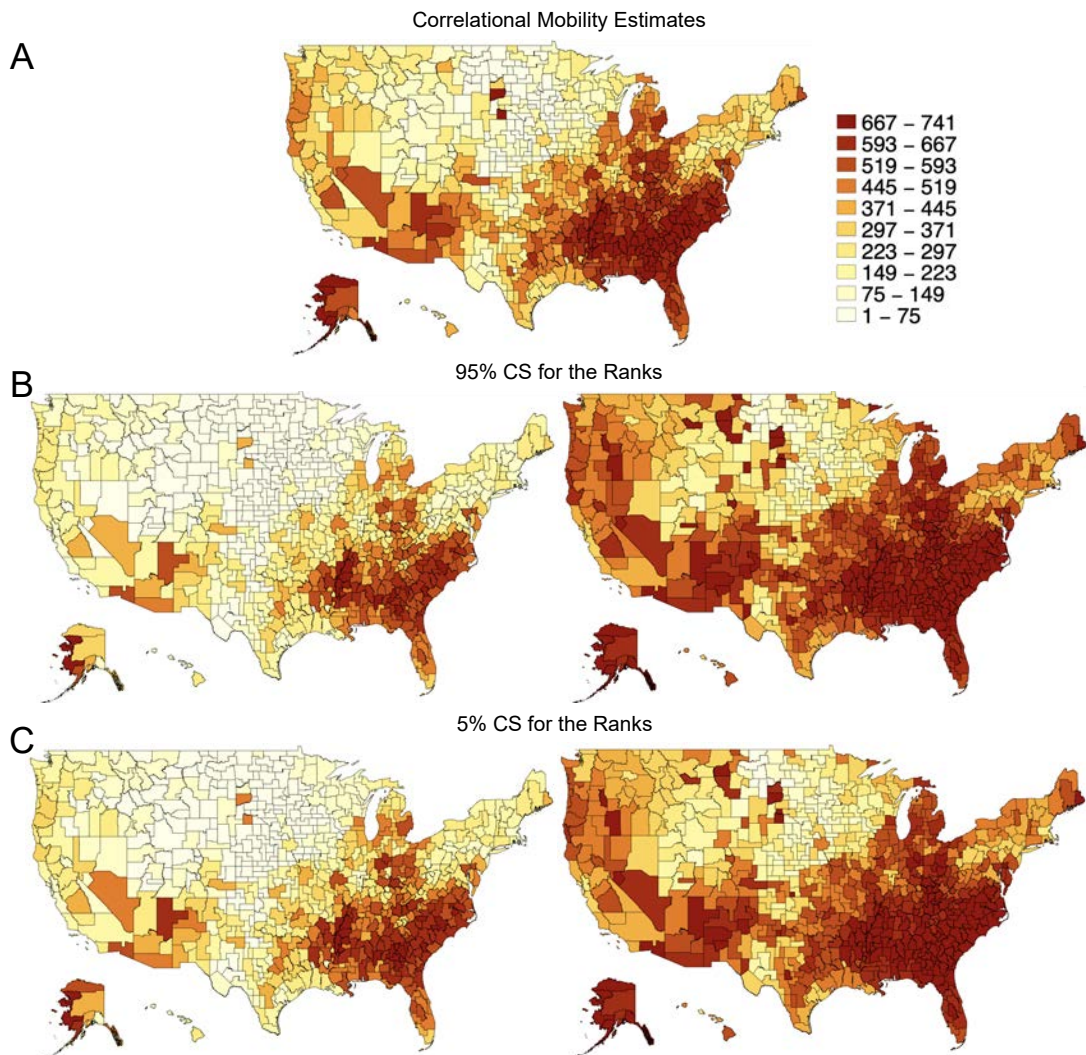 Correlational Mobility Estimates
A
667 – 741
593 – 667
519 – 593
445 – 519
371 – 445
297 – 371
223 – 297
149 – 223
75 – 149
1 – 75
95% CS for the Ranks
B
5% CS for the Ranks
C